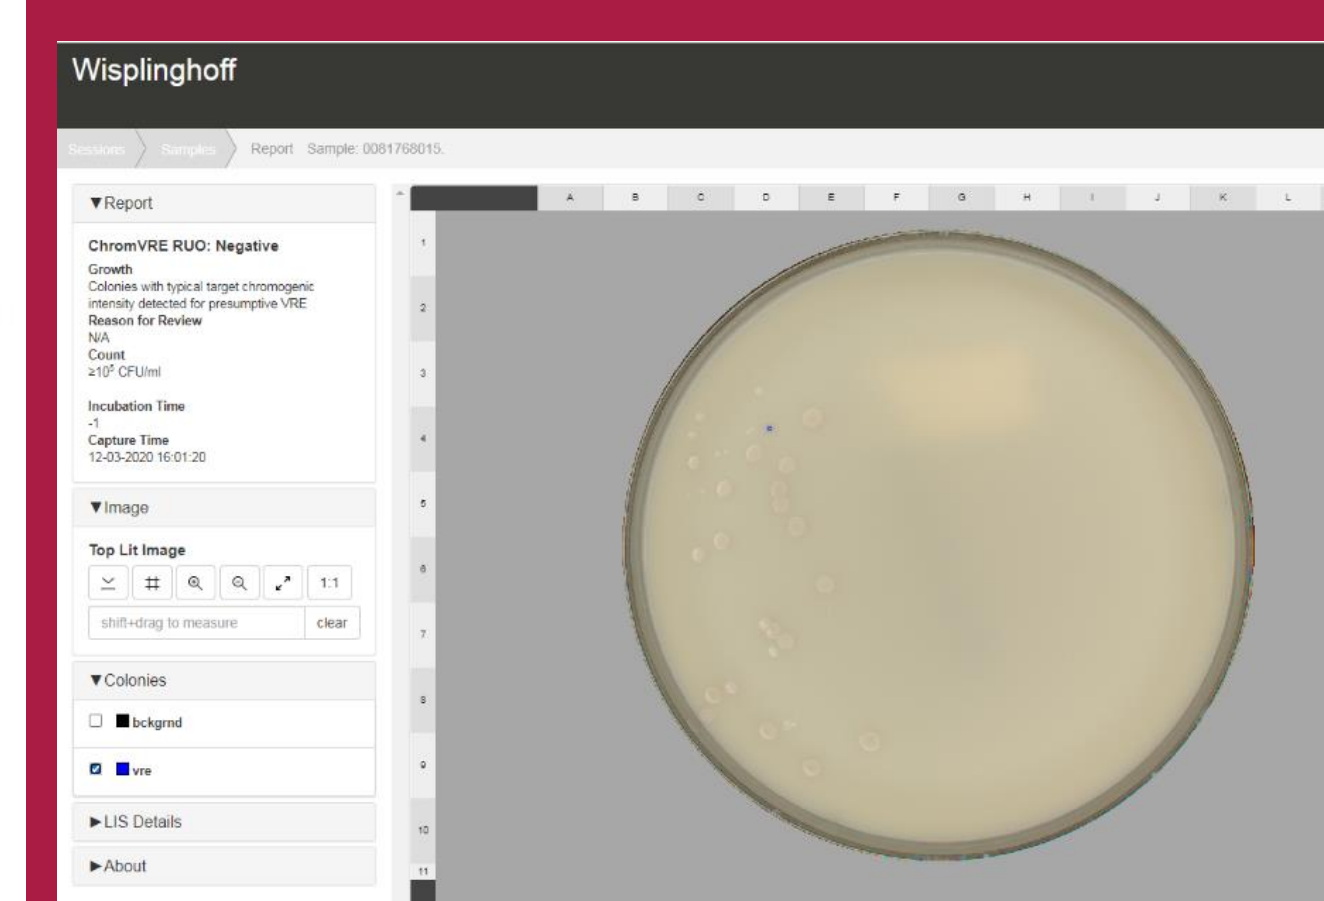 Wisplinghoff
Sessions Samples Report Sample: 0081768015.
▼Report
ChromVRE RUO: Negative
Growth
Colonies with typical target chromogenic
intensity detected for presumptive VRE
Reason for Review
N/A
Count
≥10⁵ CFU/ml
Incubation Time
-1
Capture Time
12-03-2020 16:01:20
▼Image
Top Lit Image
1:1
shift+drag to measure clear
▼Colonies
bckgrnd
vre
►LIS Details
►About
A B C D E F G H I J K L
1
2
3
4
5
6
7
8
9
10
11